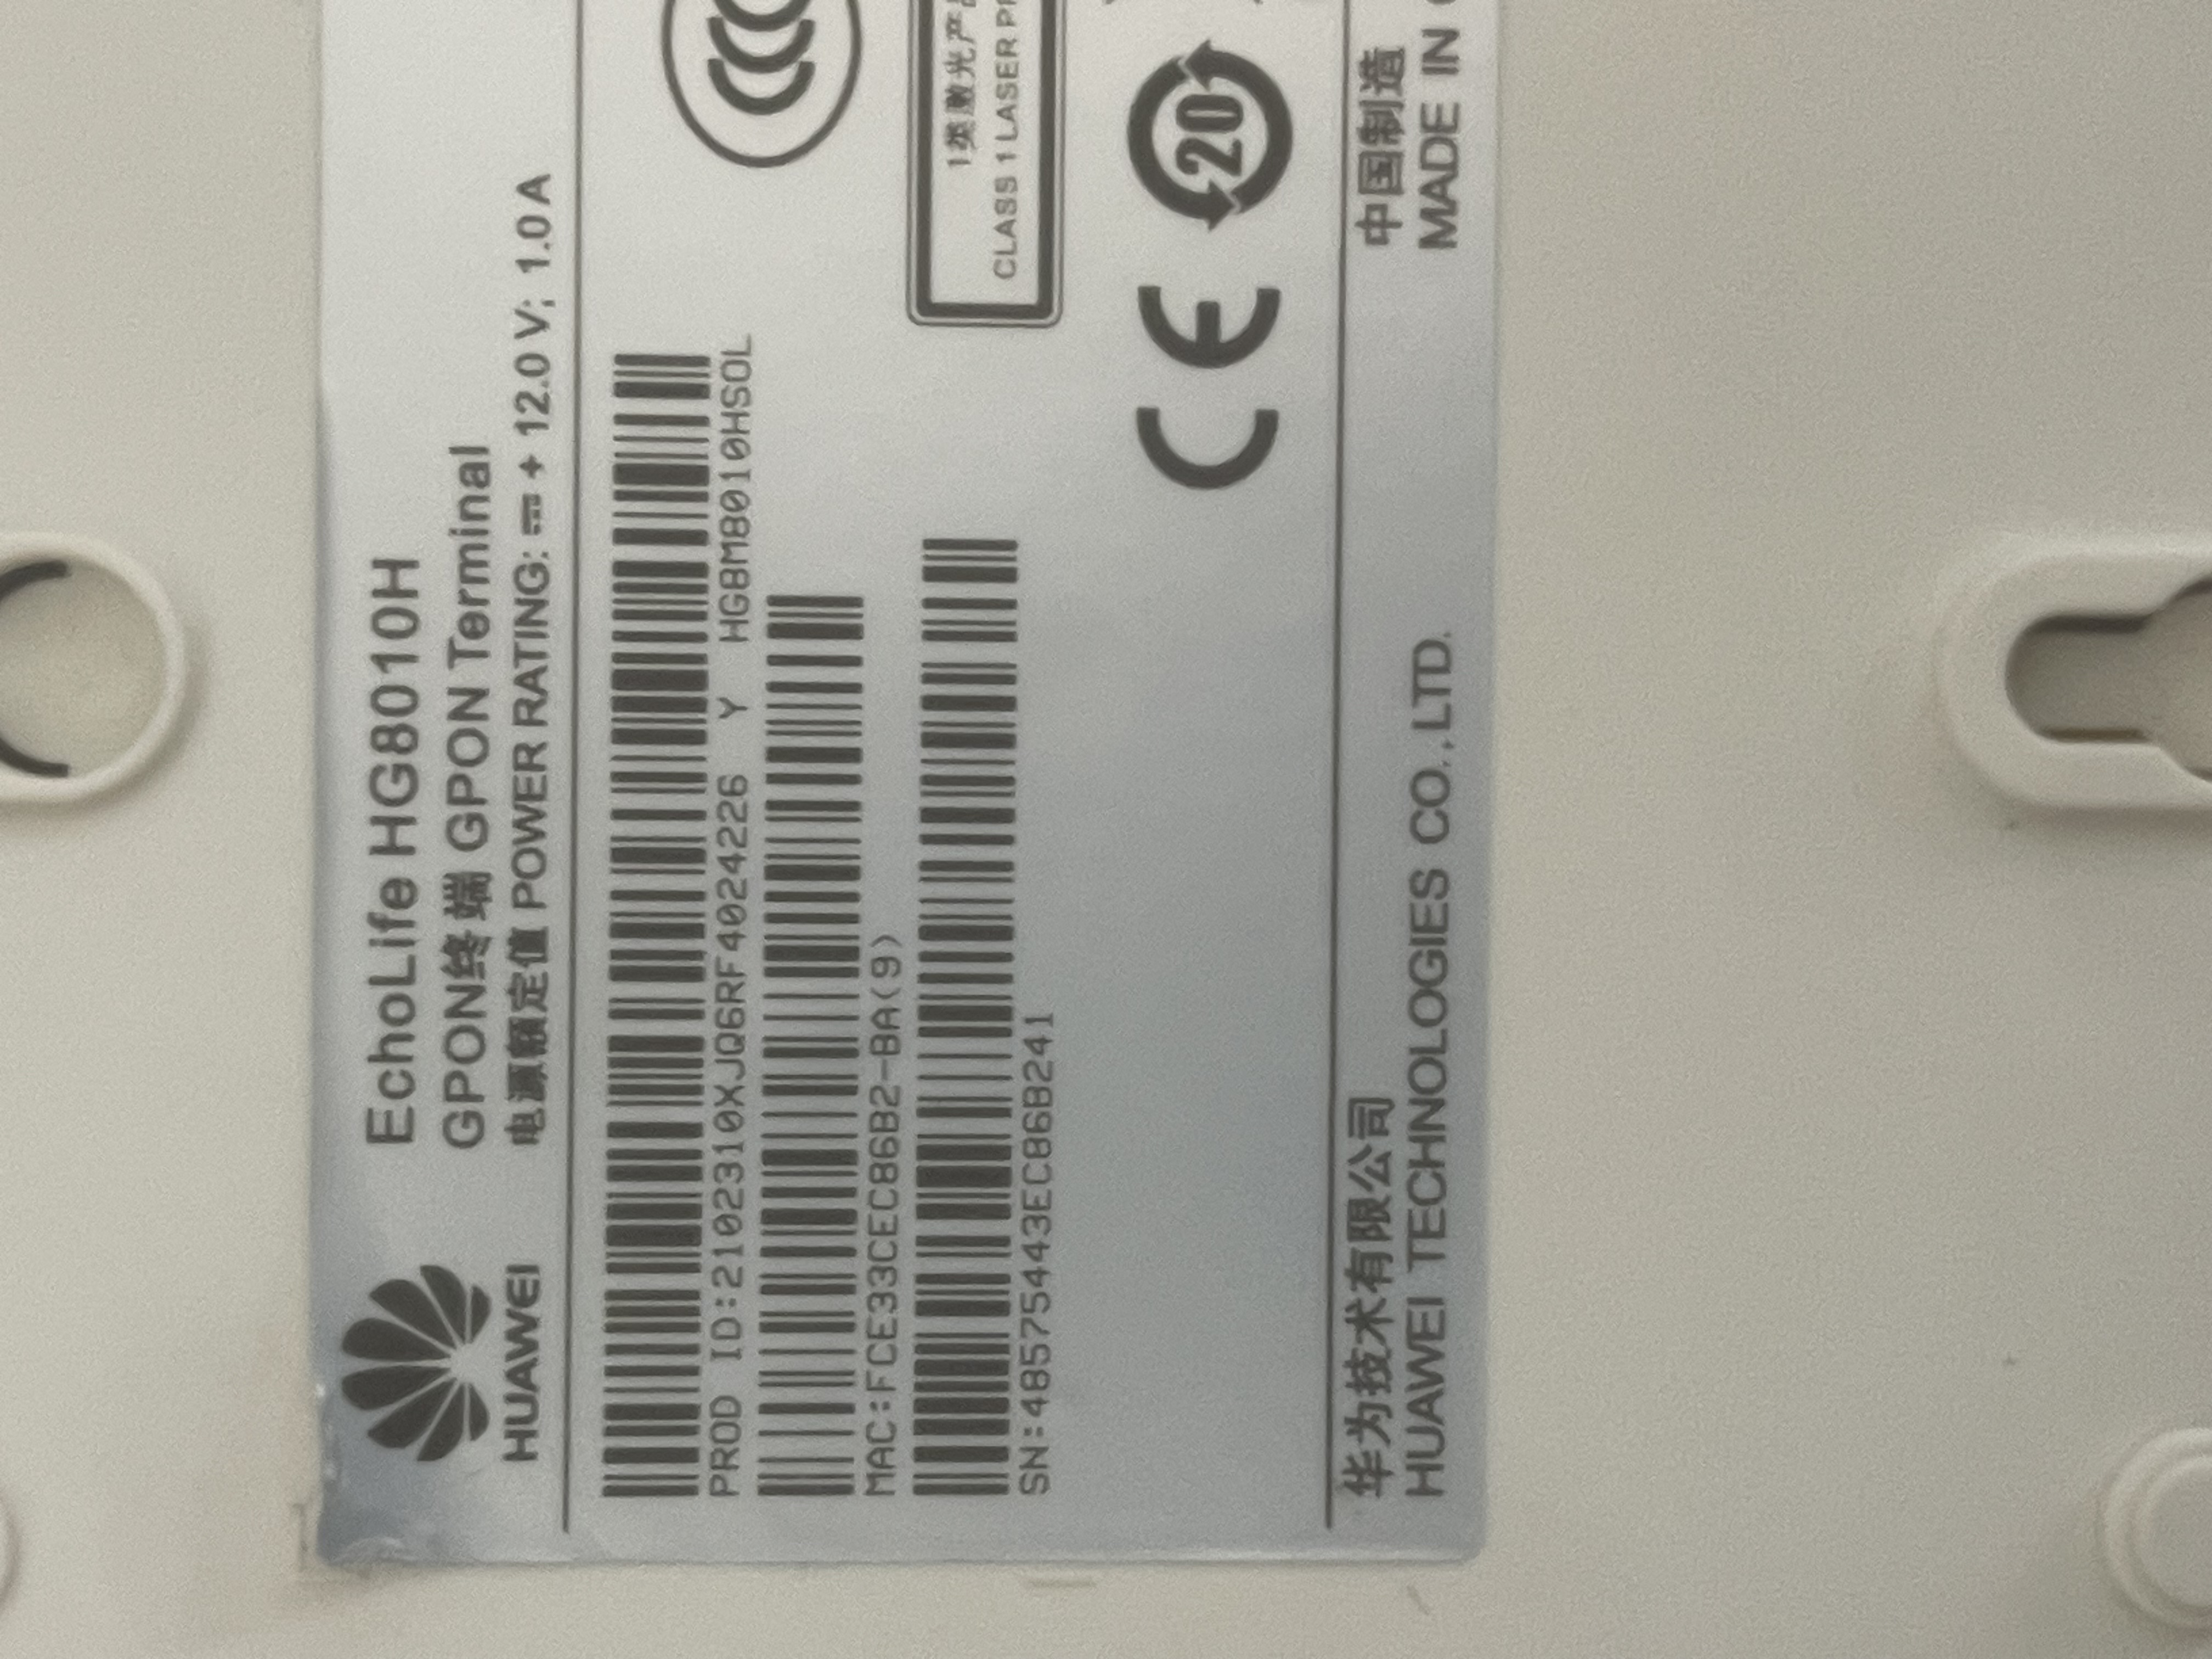 HUAWEI
EchoLife HG8010H
GPON终端 GPON Terminal
电源额定值 POWER RATING: ⎓ + 12.0 V; 1.0 A
PROD ID:2102310XJQ6RF4024226 Y HG8M8010HSOL
MAC:FCE33CEC86B2-BA(9)
SN:485754433EC86B241
1类激光产
CLASS 1 LASER
CE
20
华为技术有限公司
HUAWEI TECHNOLOGIES CO.,LTD.
中国制造
MADE IN